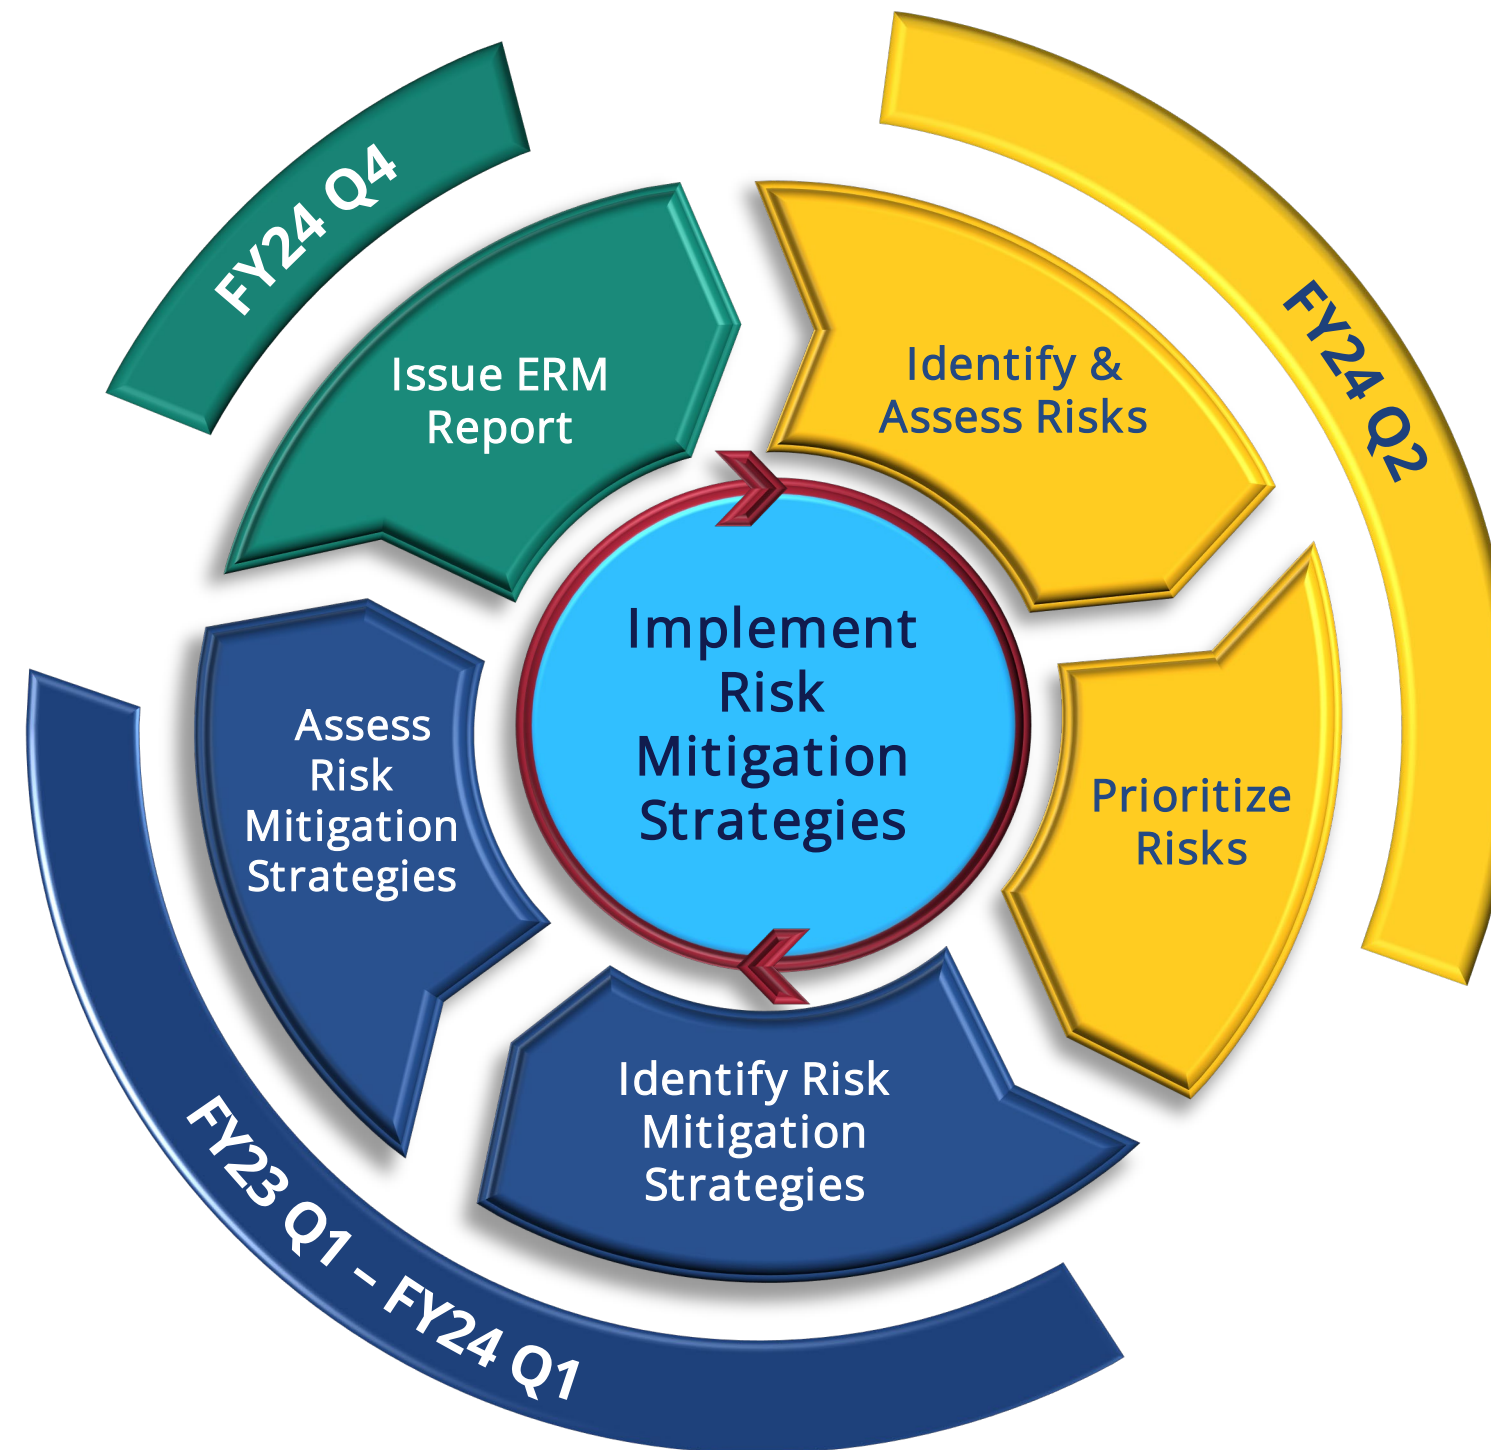 FY24 Q4
FY24 Q2
Issue ERM
Report
Identify &
Assess Risks
Implement
Risk
Mitigation
Strategies
Assess
Risk
Mitigation
Strategies
Prioritize
Risks
Identify Risk
Mitigation
Strategies
FY23 Q1 – FY24 Q1